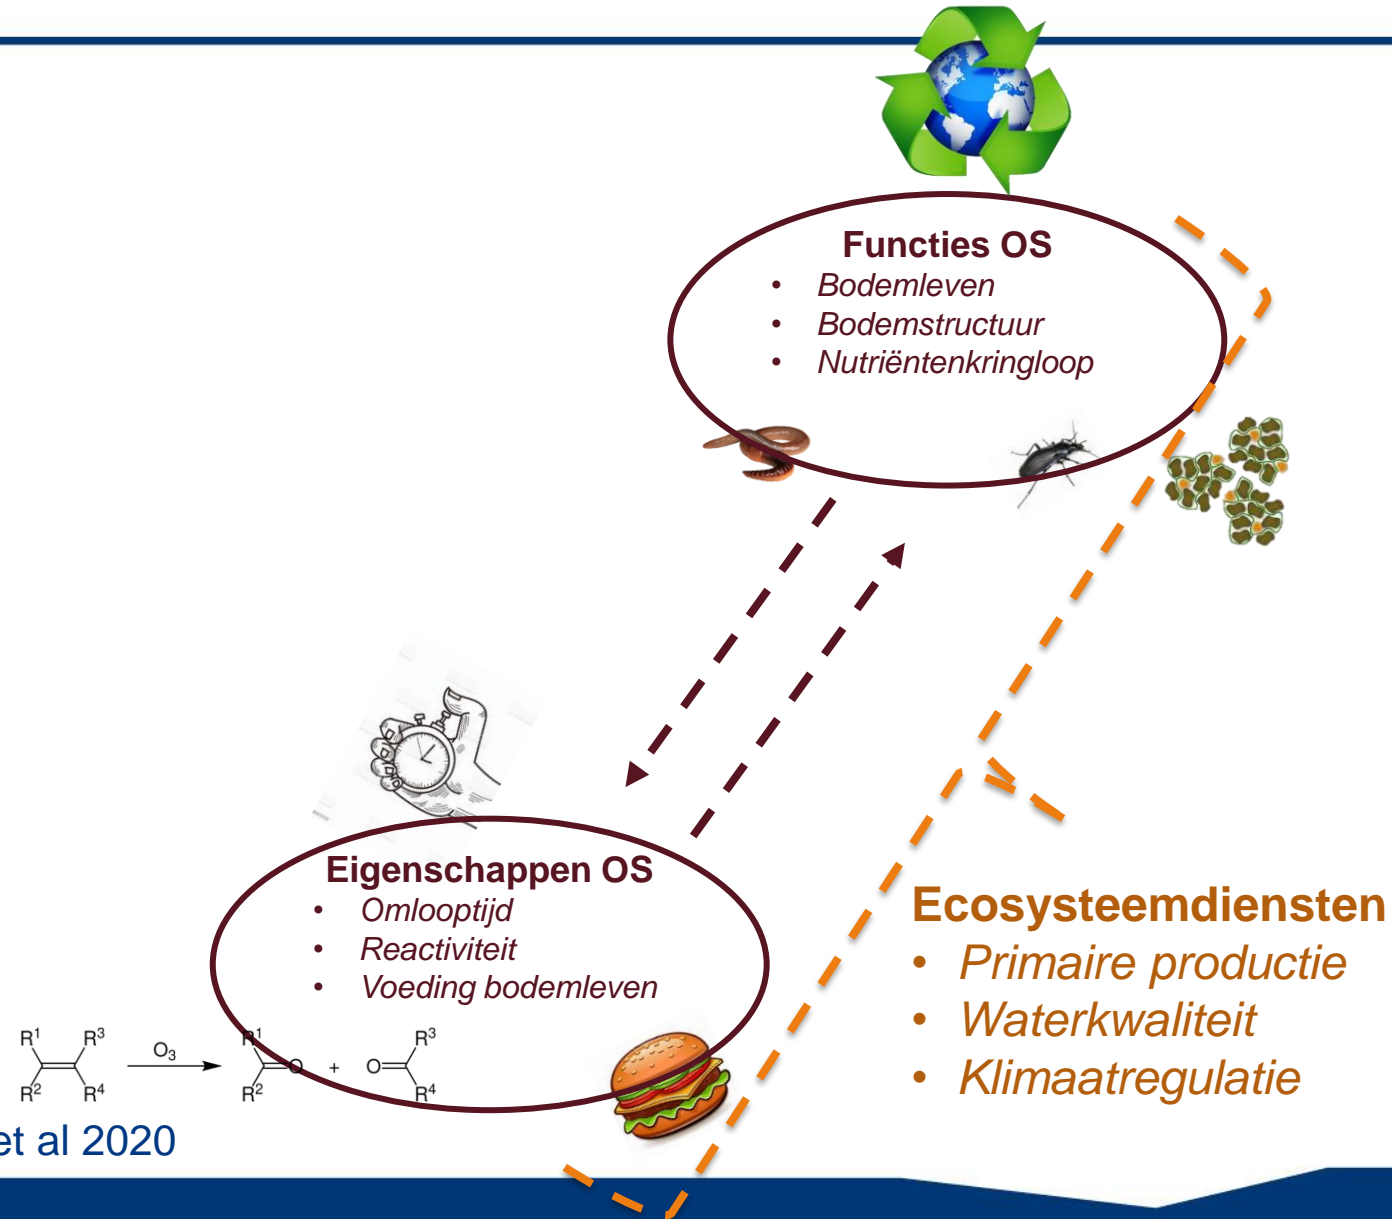 Functies OS
• Bodemleven
• Bodemstructuur
• Nutriëntenkringloop
Eigenschappen OS
• Omlooptijd
• Reactiviteit
• Voeding bodemleven
Ecosysteemdiensten
• Primaire productie
• Waterkwaliteit
• Klimaatregulatie
R¹ R³ O₃ R¹ R³
O + O
R² R⁴ R² R⁴
et al 2020